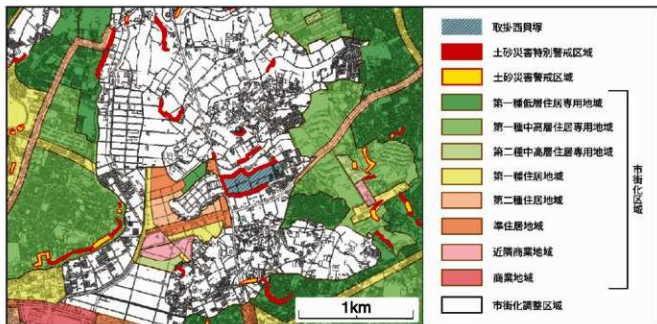 取掛西貝塚
土砂災害特別警戒区域
土砂災害警戒区域
第一種低層住居専用地域
第一種中高層住居専用地域
第二種中高層住居専用地域
第一種住居地域
第二種住居地域
準住居地域
近隣商業地域
商業地域
市街化調整区域
市街化区域
1km